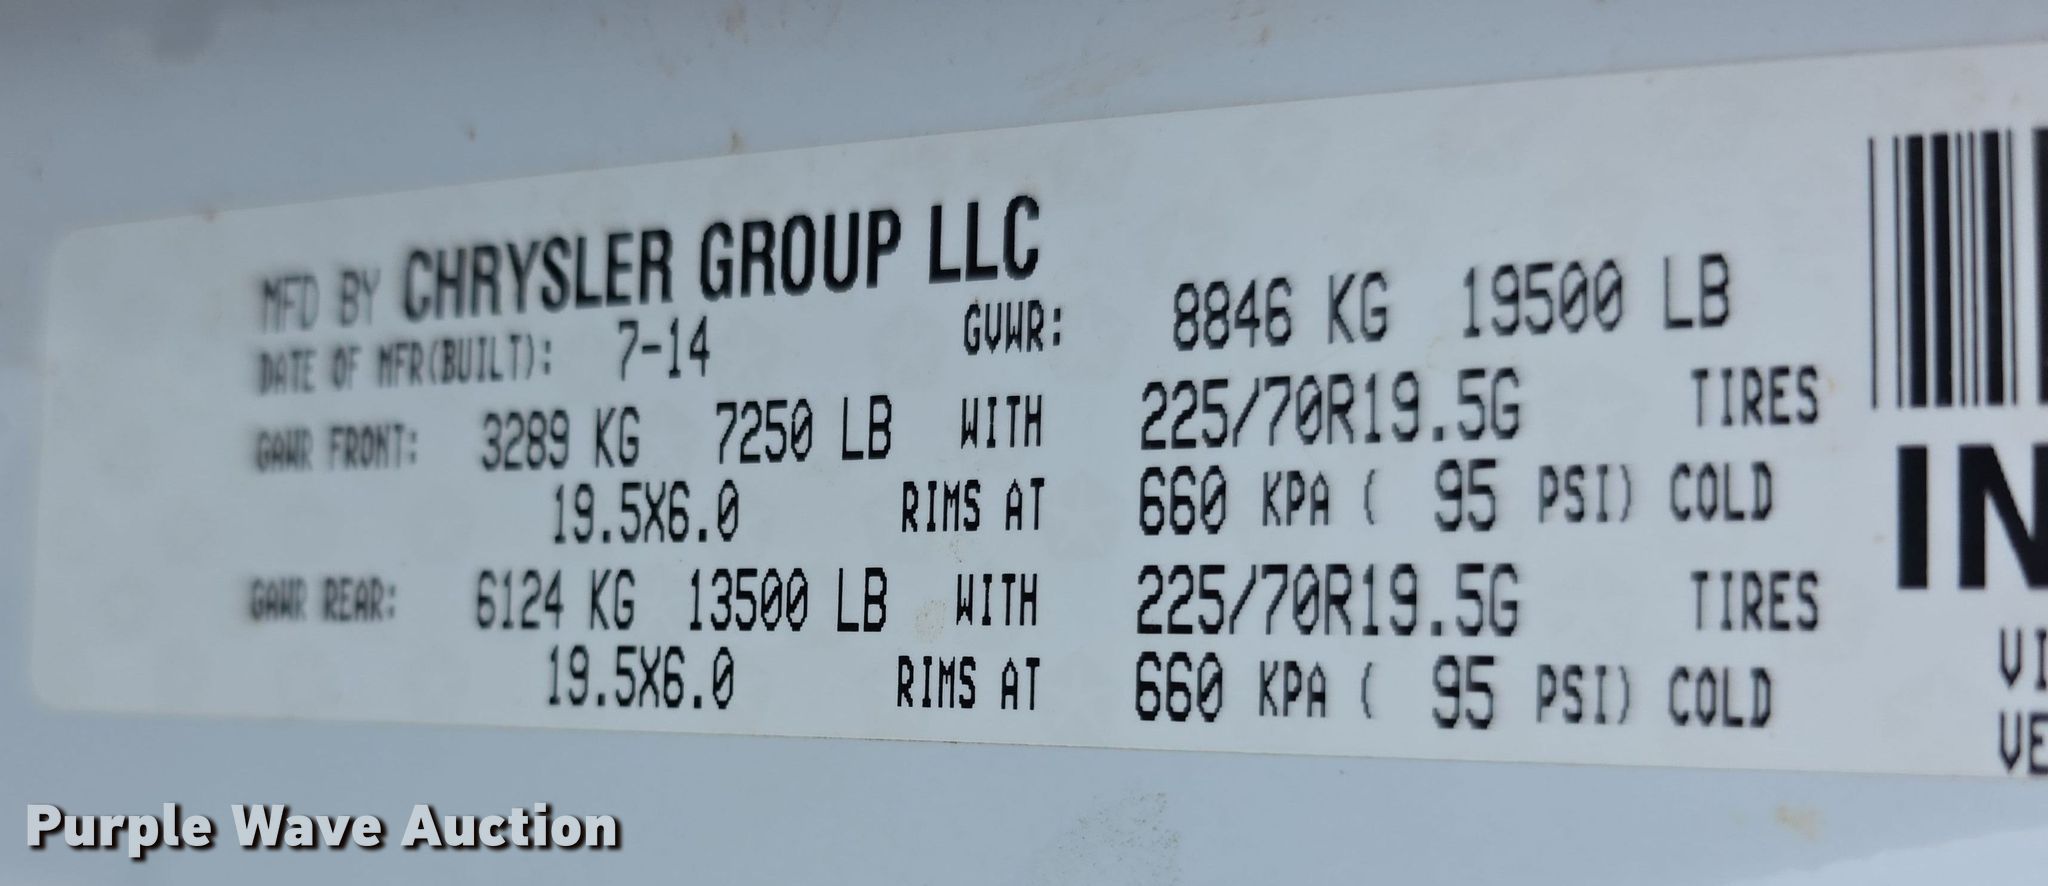 MFD BY CHRYSLER GROUP LLC
DATE OF MFR(BUILT): 7-14 GVWR: 8846 KG 19500 LB
GAWR FRONT: 3289 KG 7250 LB WITH 225/70R19.5G TIRES
19.5X6.0 RIMS AT 660 KPA ( 95 PSI) COLD
GAWR REAR: 6124 KG 13500 LB WITH 225/70R19.5G TIRES
19.5X6.0 RIMS AT 660 KPA ( 95 PSI) COLD
IN
VI
VE
Purple Wave Auction